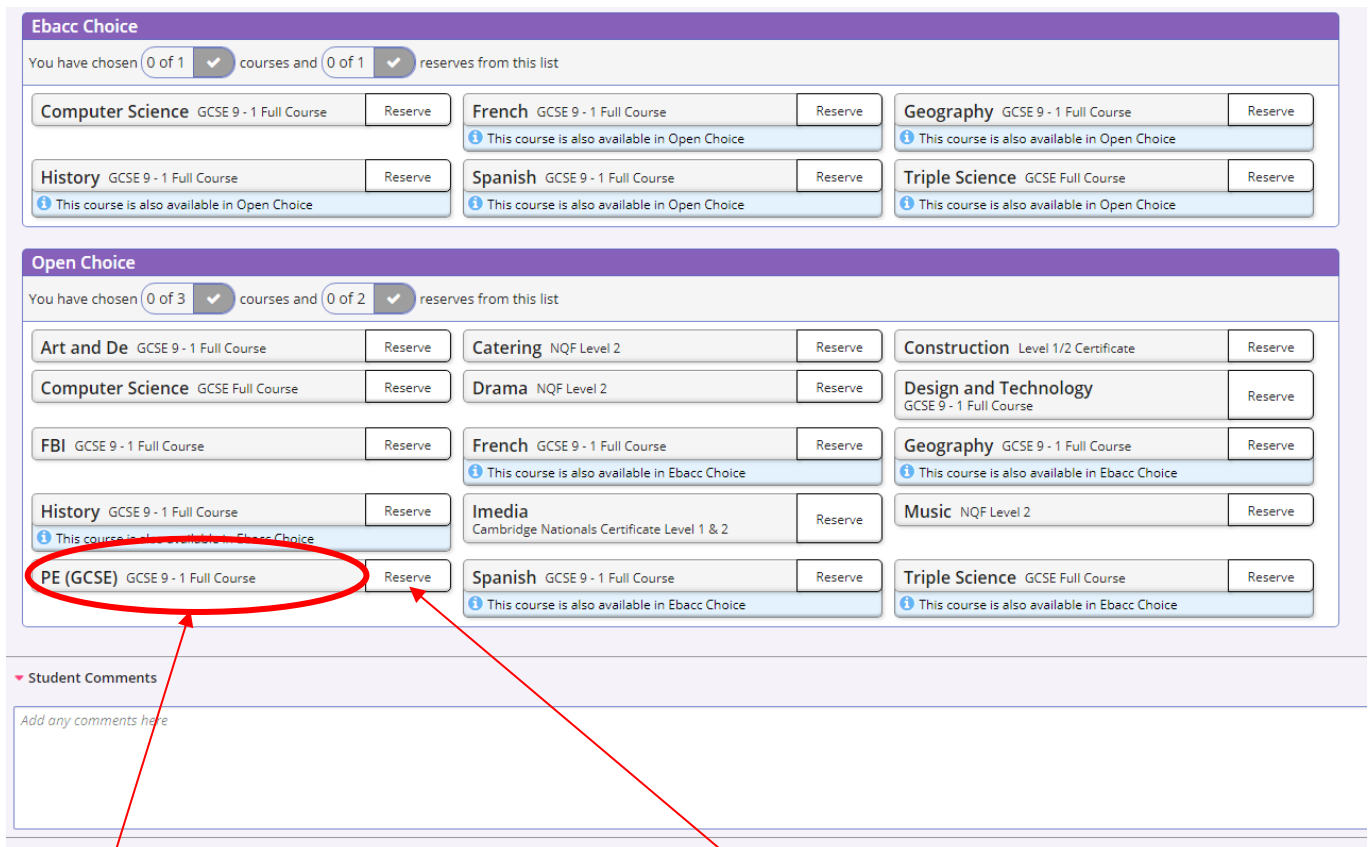 Ebacc Choice
You have chosen 0 of 1 courses and 0 of 1 reserves from this list
Computer Science GCSE 9 - 1 Full Course Reserve
French GCSE 9 - 1 Full Course Reserve
This course is also available in Open Choice
Geography GCSE 9 - 1 Full Course Reserve
This course is also available in Open Choice
History GCSE 9 - 1 Full Course Reserve
This course is also available in Open Choice
Spanish GCSE 9 - 1 Full Course Reserve
This course is also available in Open Choice
Triple Science GCSE Full Course Reserve
This course is also available in Open Choice
Open Choice
You have chosen 0 of 3 courses and 0 of 2 reserves from this list
Art and De GCSE 9 - 1 Full Course Reserve
Catering NQF Level 2 Reserve
Construction Level 1/2 Certificate Reserve
Computer Science GCSE Full Course Reserve
Drama NQF Level 2 Reserve
Design and Technology
GCSE 9 - 1 Full Course
Reserve
FBI GCSE 9 - 1 Full Course Reserve
French GCSE 9 - 1 Full Course Reserve
This course is also available in Ebacc Choice
Geography GCSE 9 - 1 Full Course Reserve
This course is also available in Ebacc Choice
History GCSE 9 - 1 Full Course Reserve
This course is also available in Ebacc Choice
Imedia
Cambridge Nationals Certificate Level 1 & 2
Reserve
Music NQF Level 2 Reserve
PE (GCSE) GCSE 9 - 1 Full Course Reserve
Spanish GCSE 9 - 1 Full Course Reserve
This course is also available in Ebacc Choice
Triple Science GCSE Full Course Reserve
This course is also available in Ebacc Choice
Student Comments
Add any comments here